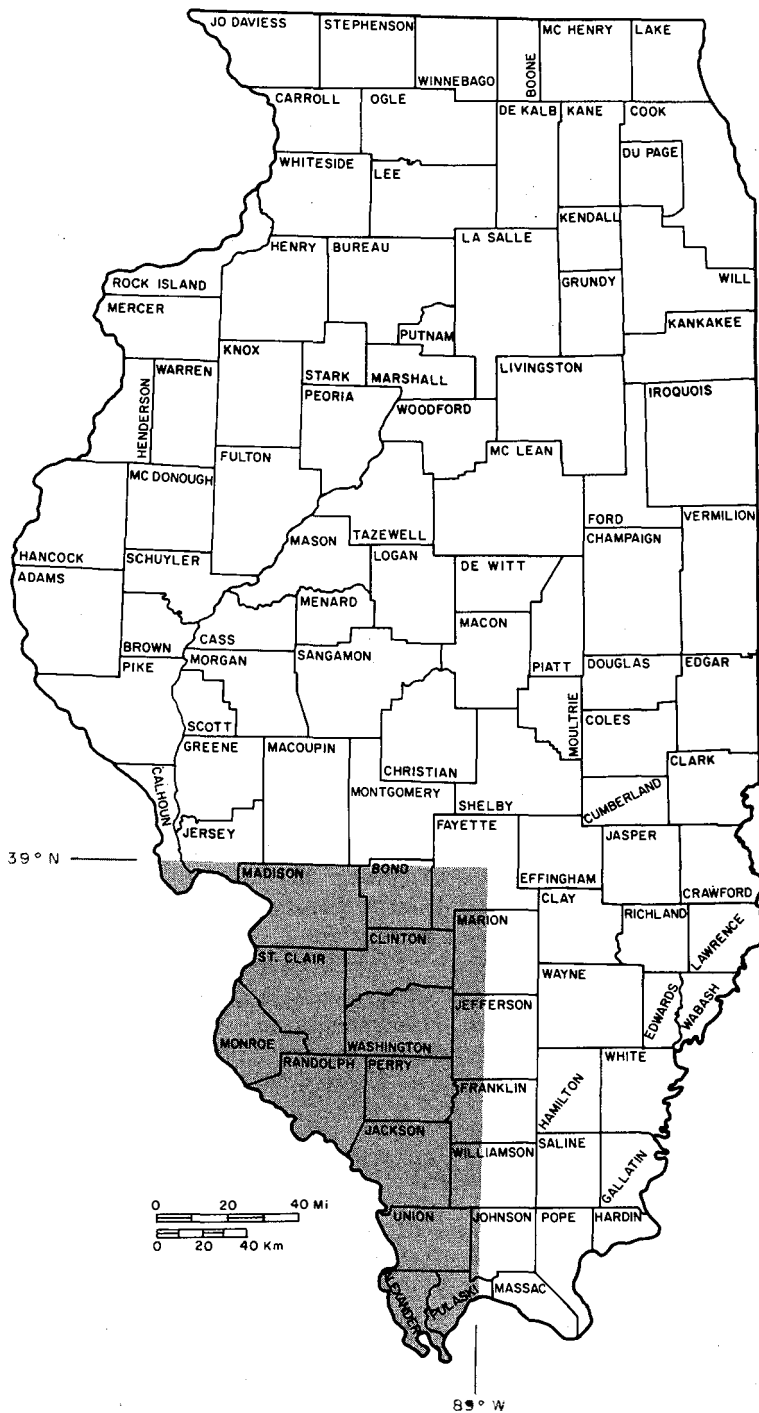 JO DAVIESS
STEPHENSON
WINNEBAGO
BOONE
MC HENRY
LAKE
CARROLL
OGLE
DE KALB
KANE
COOK
DU PAGE
WHITESIDE
LEE
KENDALL
LA SALLE
HENRY
BUREAU
ROCK ISLAND
GRUNDY
WILL
MERCER
PUTNAM
KANKAKEE
KNOX
WARREN
HENDERSON
STARK
MARSHALL
LIVINGSTON
PEORIA
IROQUOIS
WOODFORD
FULTON
MC LEAN
MC DONOUGH
FORD
VERMILION
HANCOCK
SCHUYLER
MASON
TAZEWELL
CHAMPAIGN
ADAMS
LOGAN
DE WITT
MENARD
MACON
BROWN
CASS
PIKE
MORGAN
SANGAMON
PIATT
DOUGLAS
EDGAR
SCOTT
MOULTRIE
COLES
GREENE
MACOUPIN
CHRISTIAN
CLARK
CALHOUN
MONTGOMERY
SHELBY
CUMBERLAND
JERSEY
FAYETTE
JASPER
39° N
MADISON
BOND
EFFINGHAM
CRAWFORD
CLAY
MARION
RICHLAND
LAWRENCE
CLINTON
ST. CLAIR
WAYNE
EDWARDS
WABASH
JEFFERSON
MONROE
WASHINGTON
RANDOLPH
PERRY
WHITE
FRANKLIN
HAMILTON
JACKSON
WILLIAMSON
SALINE
GALLATIN
0 20 40 Mi
0 20 40 Km
UNION
JOHNSON
POPE
HARDIN
ALEXANDER
PULASKI
MASSAC
89° W